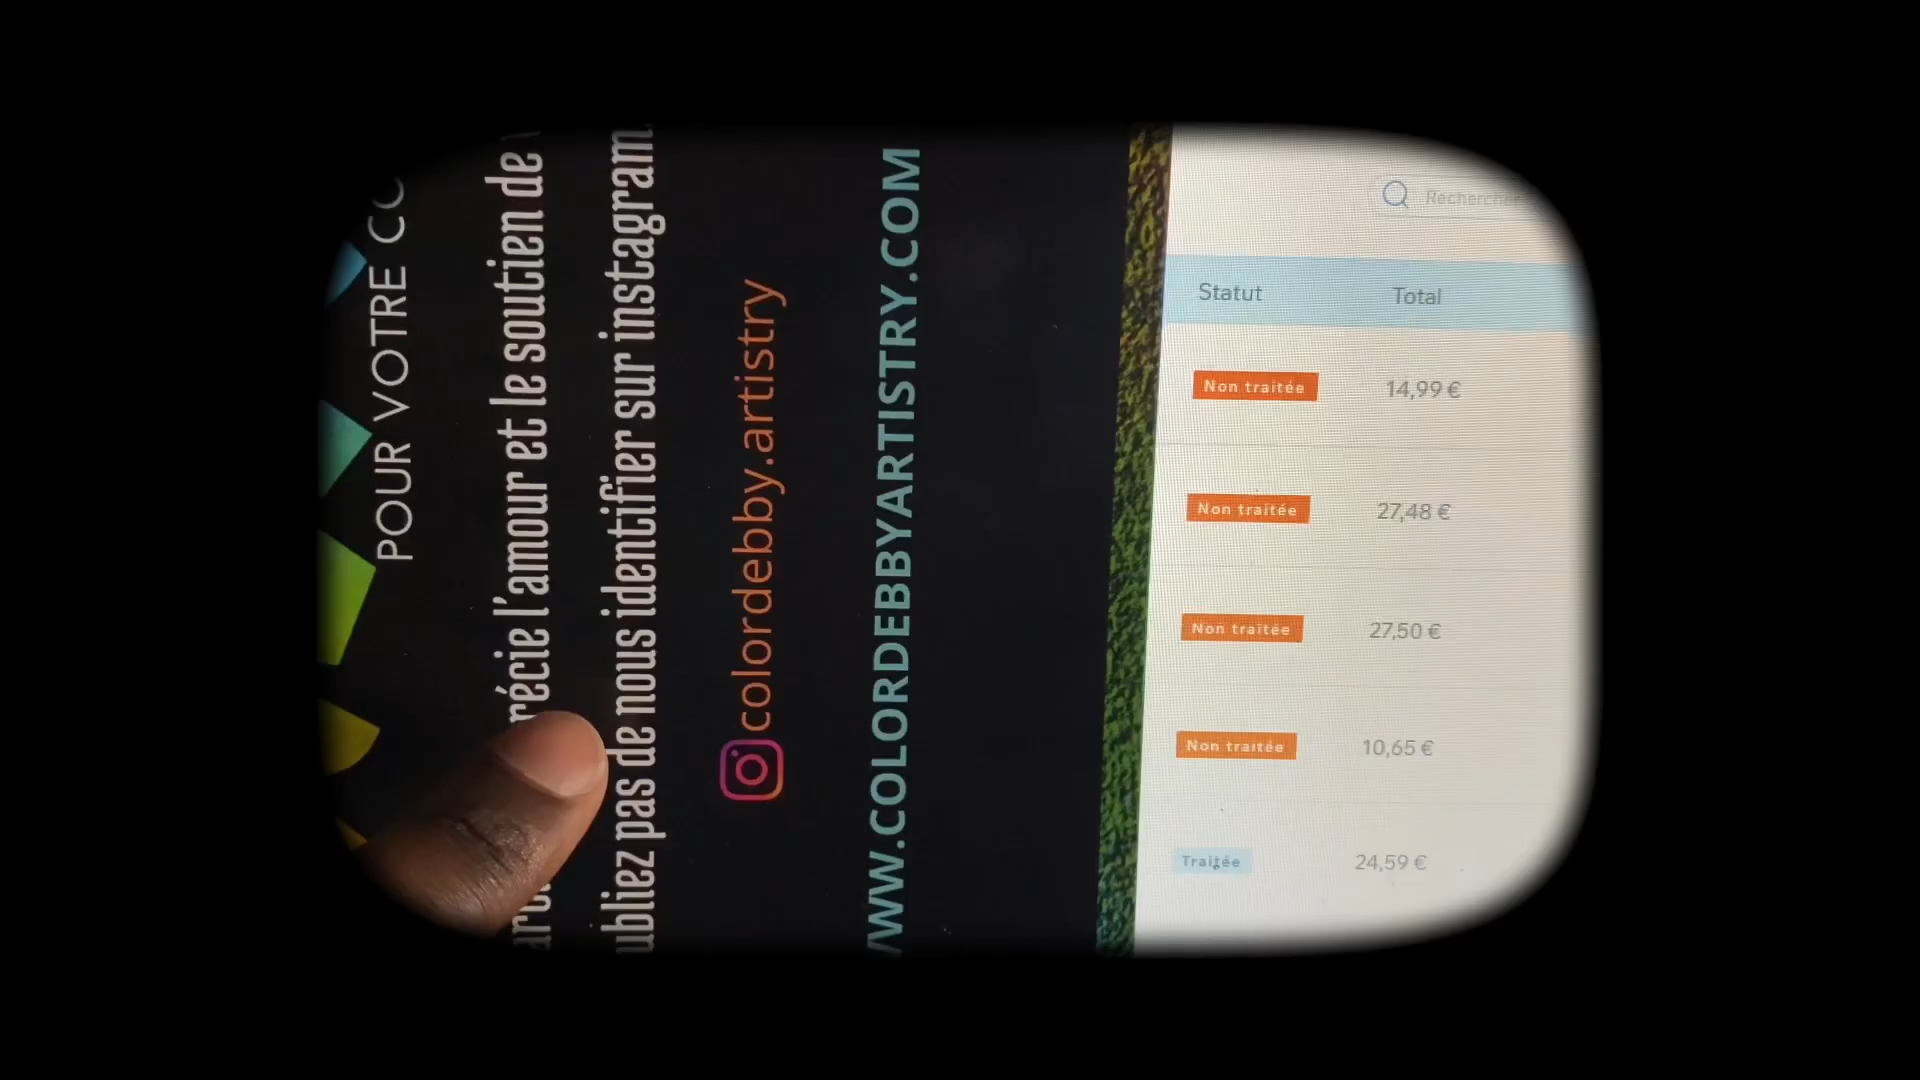 POUR VOTRE
l'amour et le soutien de
pas de nous identifier sur instagram
colordebby.artistry
WWW.COLORDEBBYARTISTRY.COM
Rechercher
Statut Total
Non traitée 14,99 €
Non traitée 27,48 €
Non traitée 27,50 €
Non traitée 10,65 €
Traitée 24,59 €